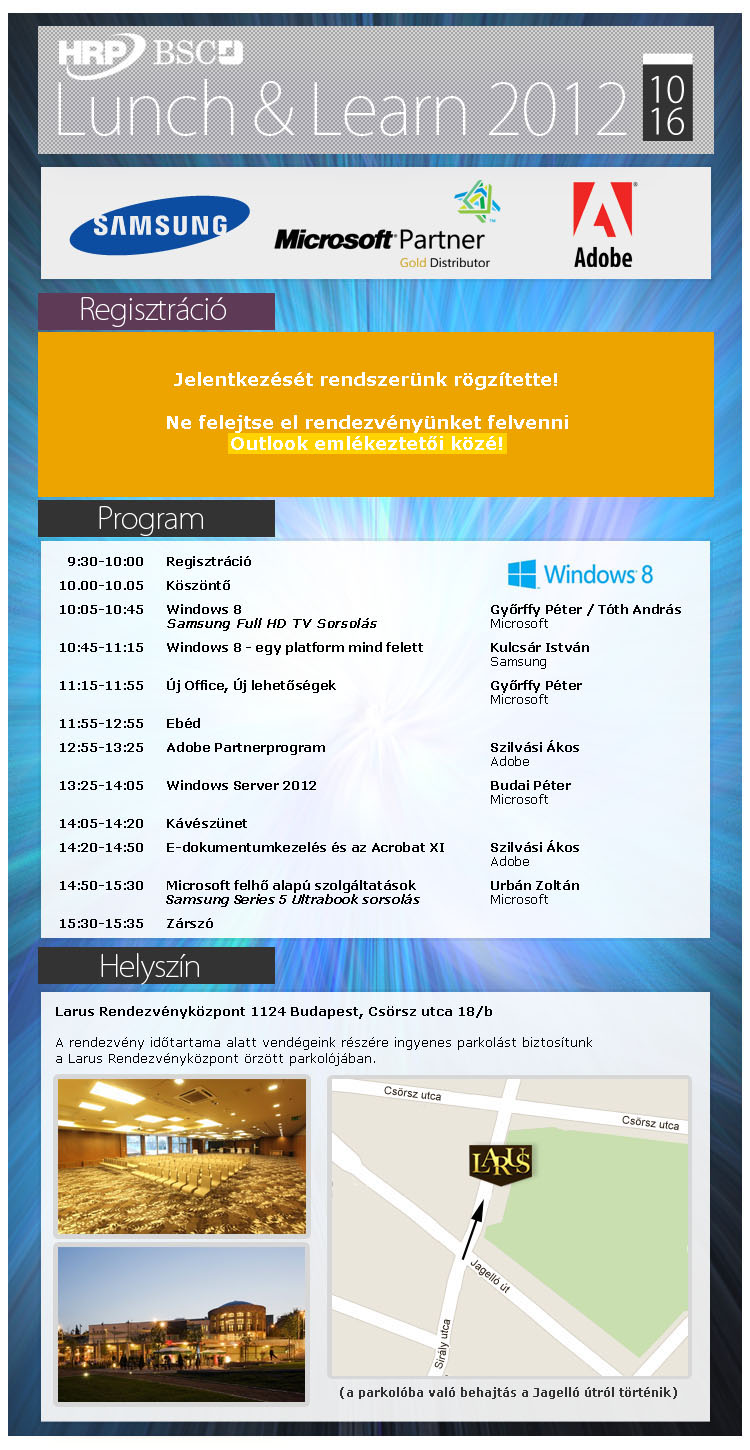 HRP BSC
Lunch & Learn 2012
10
16
SAMSUNG
Microsoft Partner
Gold Distributor
Adobe
Regisztráció
Jelentkezését rendszerünk rögzítette!
Ne felejtse el rendezvényünket felvenni
Outlook emlékeztetői közé!
Program
9:30-10:00 Regisztráció
Windows 8
10.00-10.05 Köszöntő
10:05-10:45 Windows 8 Győrffy Péter / Tóth András
Samsung Full HD TV Sorsolás Microsoft
10:45-11:15 Windows 8 - egy platform mind felett Kulcsár István
Samsung
11:15-11:55 Új Office, Új lehetőségek Győrffy Péter
Microsoft
11:55-12:55 Ebéd
12:55-13:25 Adobe Partnerprogram Szilvási Ákos
Adobe
13:25-14:05 Windows Server 2012 Budai Péter
Microsoft
14:05-14:20 Kávészünet
14:20-14:50 E-dokumentumkezelés és az Acrobat XI Szilvási Ákos
Adobe
14:50-15:30 Microsoft felhő alapú szolgáltatások Urbán Zoltán
Samsung Series 5 Ultrabook sorsolás Microsoft
15:30-15:35 Zárszó
Helyszín
Larus Rendezvényközpont 1124 Budapest, Csörsz utca 18/b
A rendezvény időtartama alatt vendégeink részére ingyenes parkolást biztosítunk
a Larus Rendezvényközpont örzött parkolójában.
Csörsz utca
Csörsz utca
LARUS
Jagelló út
Sirály utca
(a parkolóba való behajtás a Jagelló útról történik)